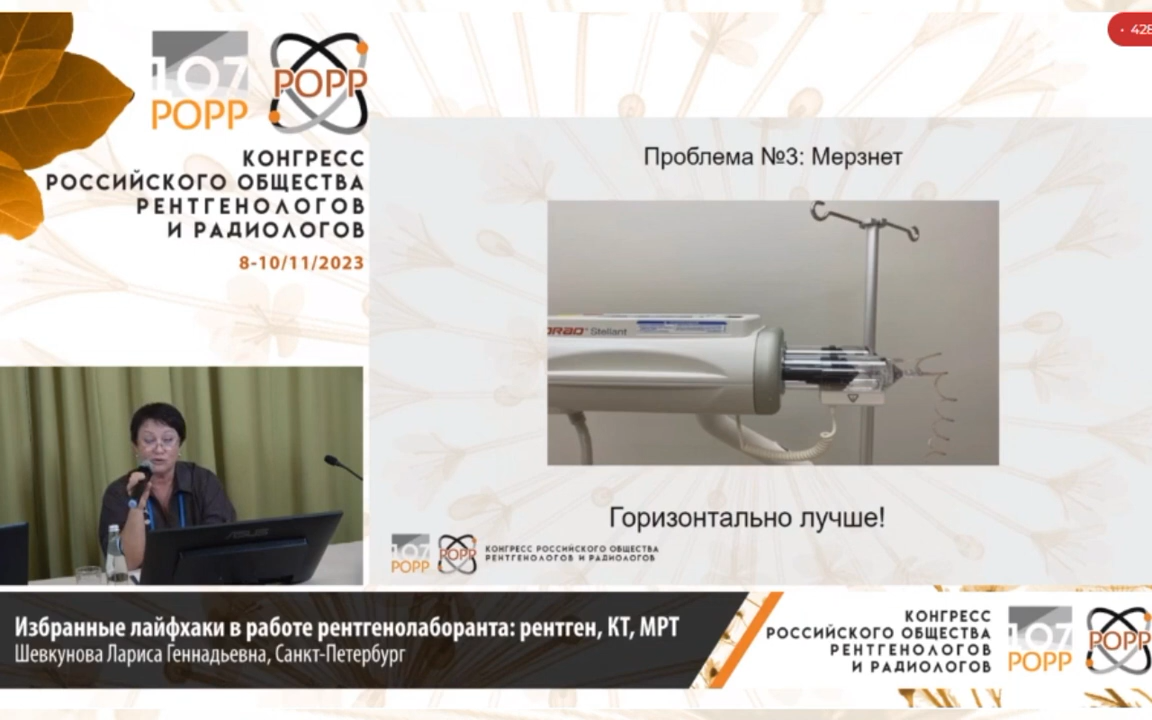 428
107
РОРР
РОРР
КОНГРЕСС
РОССИЙСКОГО ОБЩЕСТВА
РЕНТГЕНОЛОГОВ
И РАДИОЛОГОВ
8-10/11/2023
Проблема №3: Мерзнет
DRAD Stellant
Горизонтально лучше!
107
РОРР
РОРР
КОНГРЕСС РОССИЙСКОГО ОБЩЕСТВА
РЕНТГЕНОЛОГОВ И РАДИОЛОГОВ
Избранные лайфхаки в работе рентгенолаборанта: рентген, КТ, МРТ
Шевкунова Лариса Геннадьевна, Санкт-Петербург
КОНГРЕСС
РОССИЙСКОГО ОБЩЕСТВА
РЕНТГЕНОЛОГОВ
И РАДИОЛОГОВ
107
РОРР
РОРР